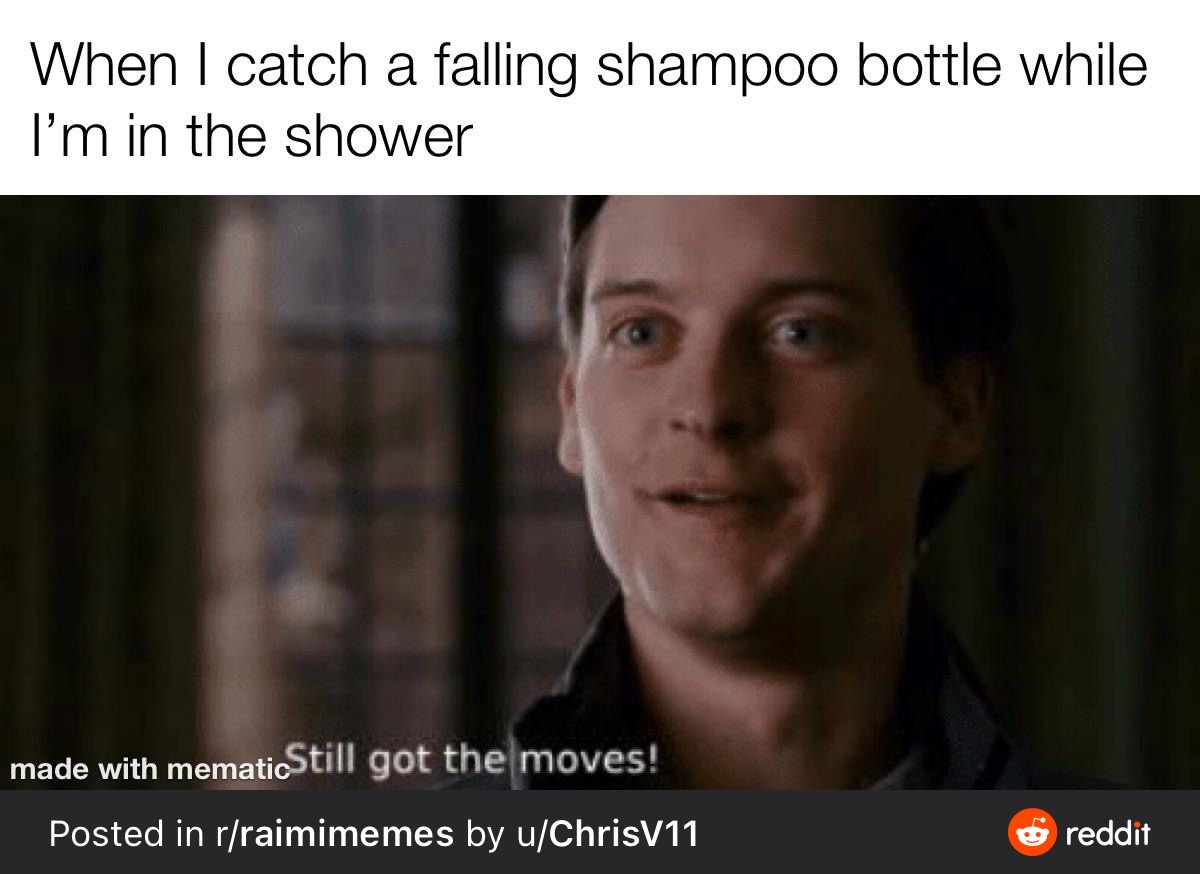 When I catch a falling shampoo bottle while
I’m in the shower
made with mematic
Still got the moves!
Posted in r/raimimemes by u/ChrisV11
reddit